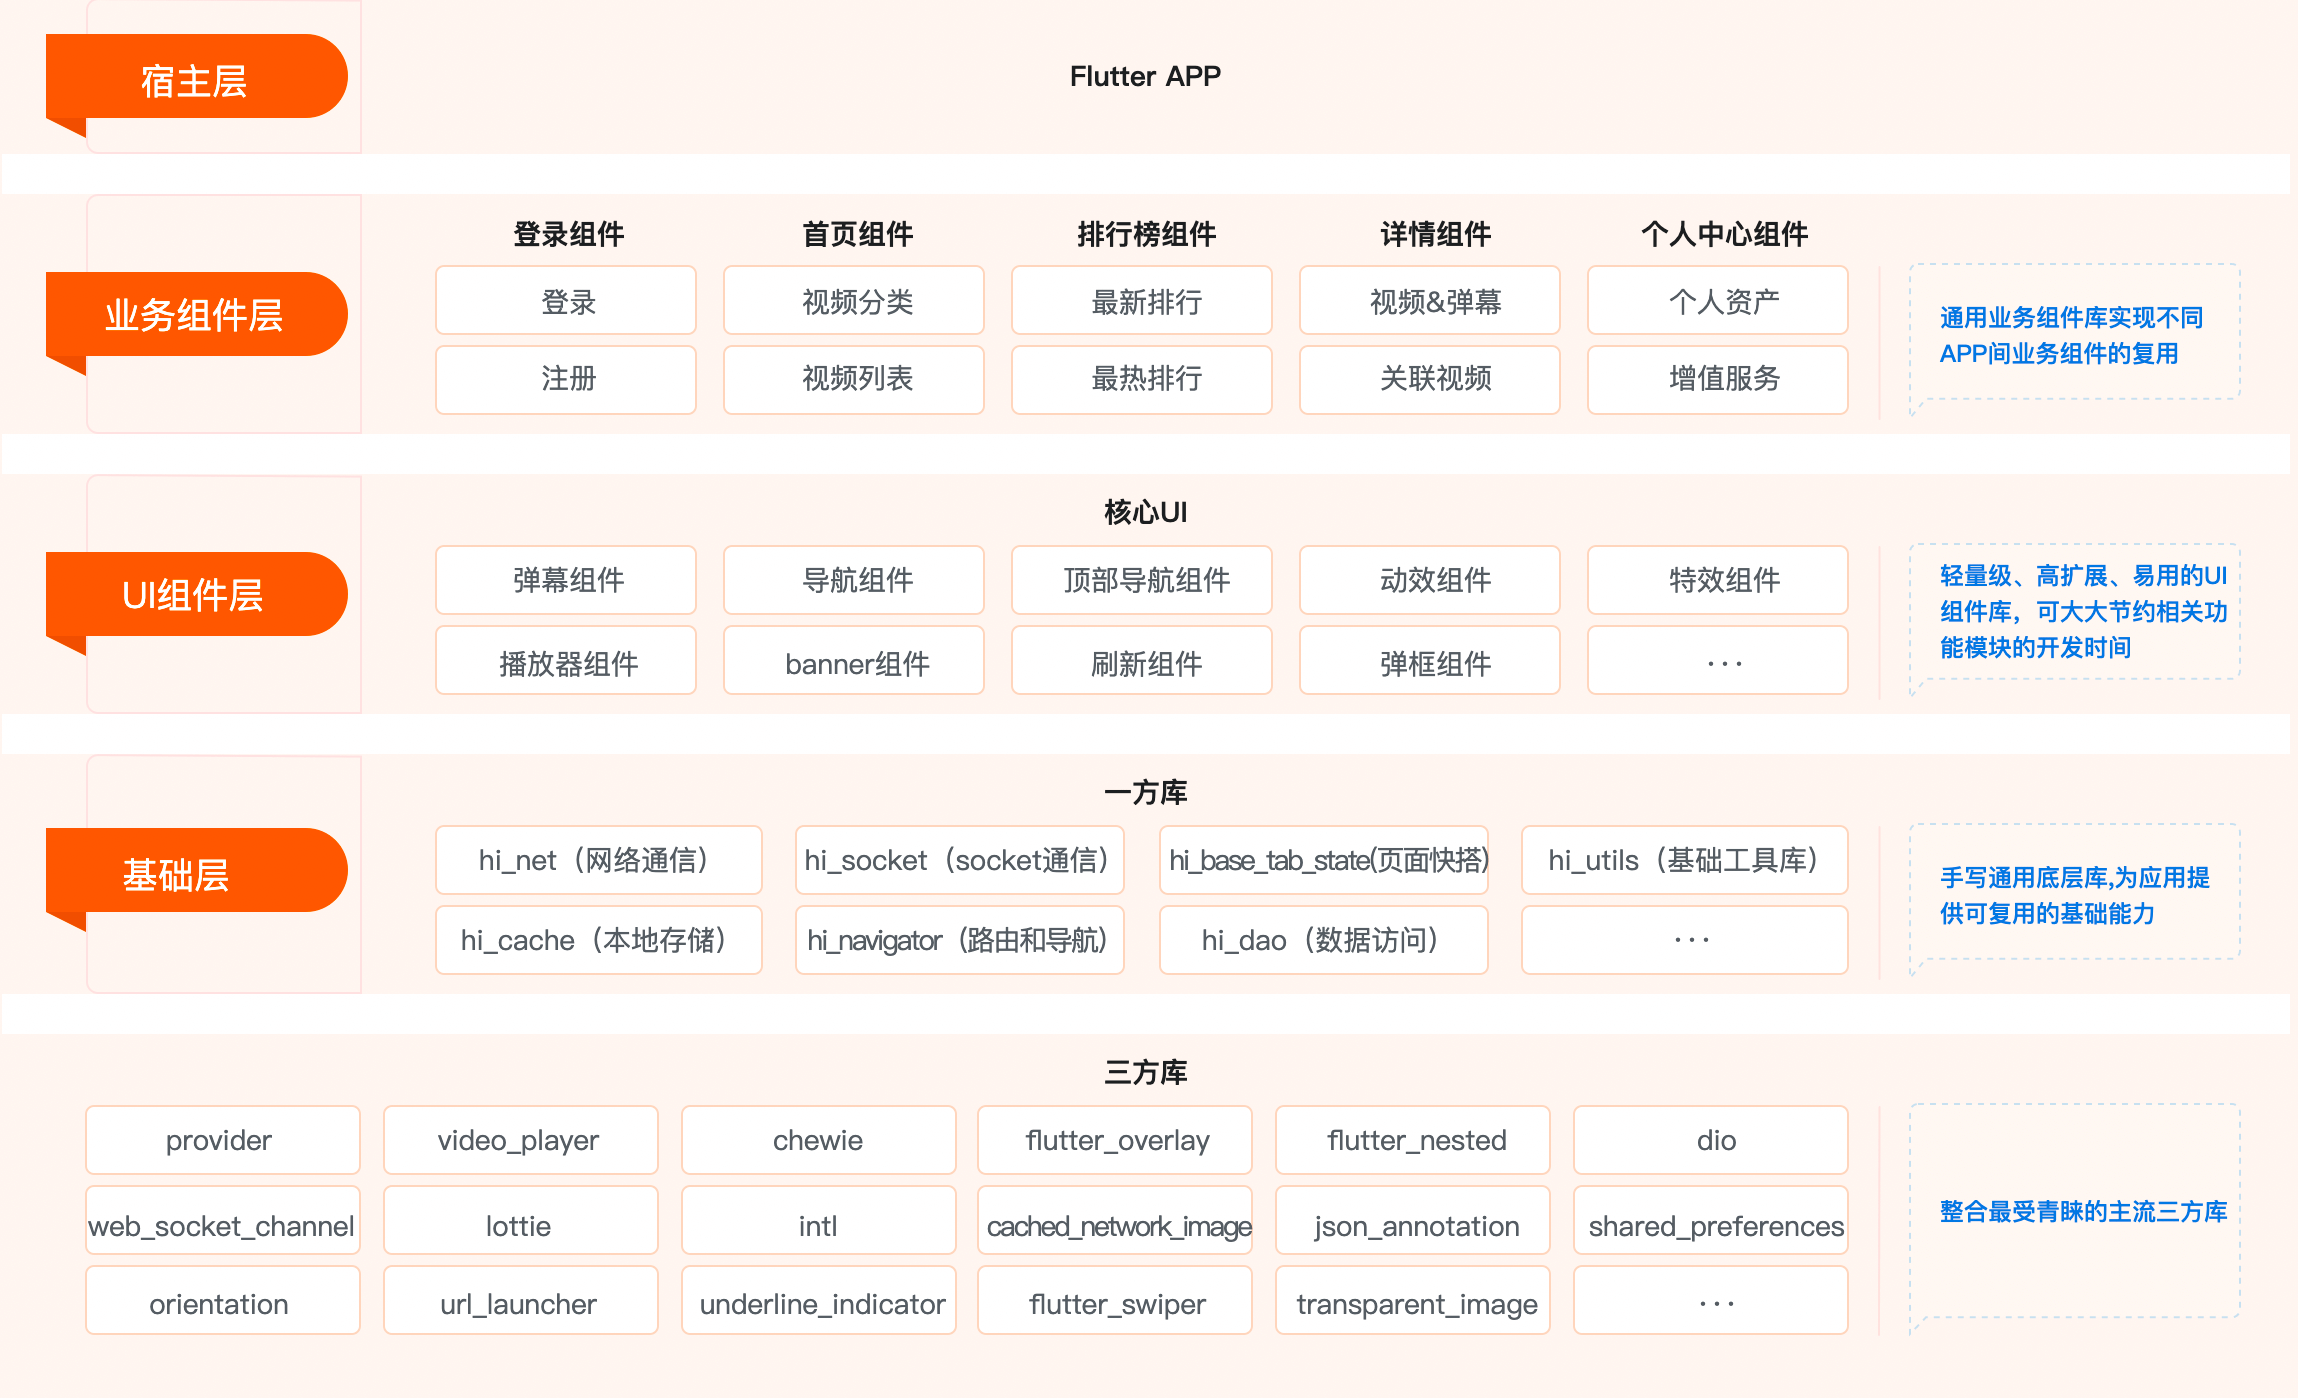 宿主层
Flutter APP
业务组件层
登录组件
首页组件
排行榜组件
详情组件
个人中心组件
登录
视频分类
最新排行
视频&弹幕
个人资产
注册
视频列表
最热排行
关联视频
增值服务
通用业务组件库实现不同
APP间业务组件的复用
UI组件层
核心UI
弹幕组件
导航组件
顶部导航组件
动效组件
特效组件
播放器组件
banner组件
刷新组件
弹框组件
···
轻量级、高扩展、易用的UI
组件库，可大大节约相关功
能模块的开发时间
基础层
一方库
hi_net（网络通信）
hi_socket（socket通信）
hi_base_tab_state(页面快搭)
hi_utils（基础工具库）
hi_cache（本地存储）
hi_navigator（路由和导航）
hi_dao（数据访问）
···
手写通用底层库,为应用提
供可复用的基础能力
三方库
provider
video_player
chewie
flutter_overlay
flutter_nested
dio
web_socket_channel
lottie
intl
cached_network_image
json_annotation
shared_preferences
orientation
url_launcher
underline_indicator
flutter_swiper
transparent_image
···
整合最受青睐的主流三方库